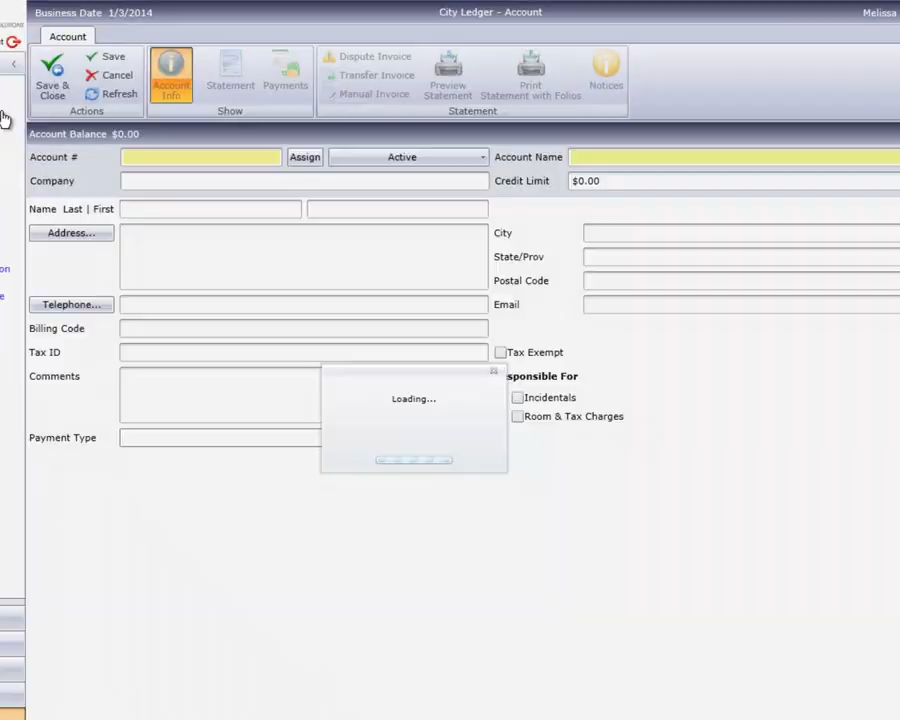 Business Date 1/3/2014
City Ledger - Account
Melissa
Account
Save & Close
Save
Cancel
Refresh
Actions
Account Info
Statement
Payments
Show
Dispute Invoice
Transfer Invoice
Manual Invoice
Preview Statement
Print Statement with Folios
Notices
Statement
Account Balance $0.00
Account #
Assign
Active
Account Name
Company
Credit Limit
$0.00
Name Last | First
Address...
City
State/Prov
Postal Code
Telephone...
Email
Billing Code
Tax ID
Tax Exempt
Comments
sponsible For
Loading...
Incidentals
Room & Tax Charges
Payment Type